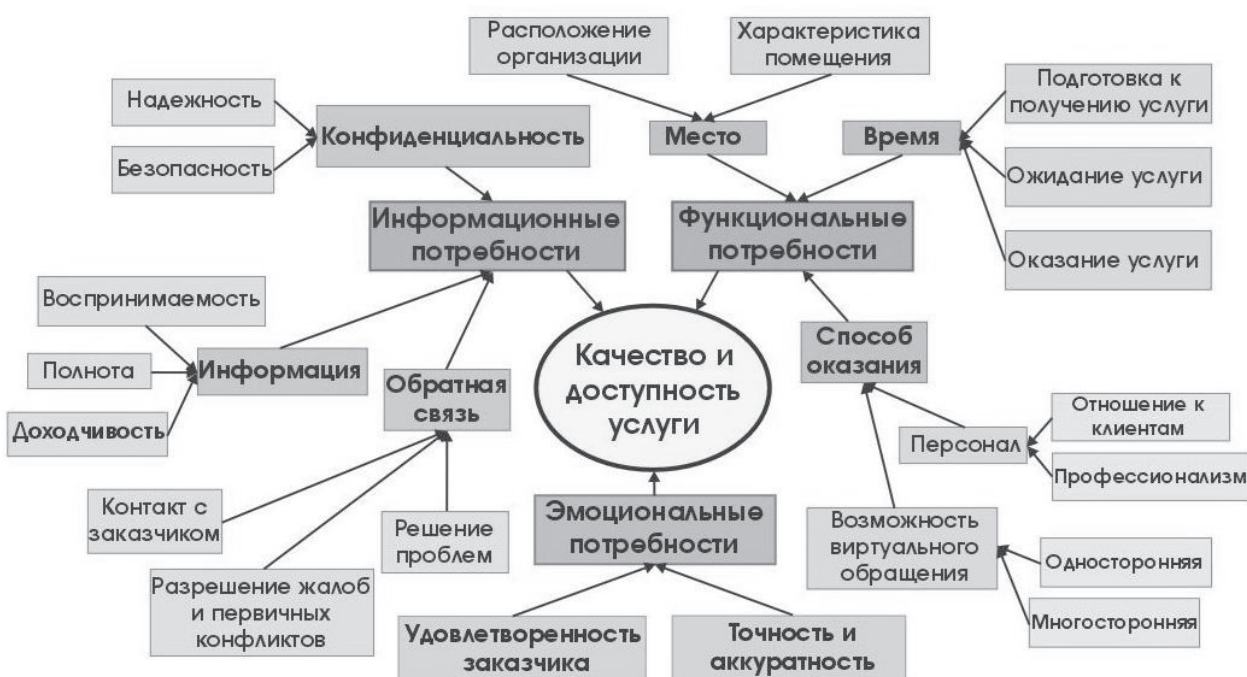 Расположение
организации
Характеристика
помещения
Надежность
Безопасность
Конфиденциальность
Место
Время
Подготовка к
получению услуги
Ожидание услуги
Оказание услуги
Информационные
потребности
Функциональные
потребности
Воспринимаемость
Полнота
Доходчивость
Информация
Обратная
связь
Качество и
доступность
услуги
Способ
оказания
Персонал
Отношение к
клиентам
Профессионализм
Контакт с
заказчиком
Разрешение жалоб
и первичных
конфликтов
Решение
проблем
Эмоциональные
потребности
Возможность
виртуального
обращения
Односторонняя
Многосторонняя
Удовлетворенность
заказчика
Точность и
аккуратность